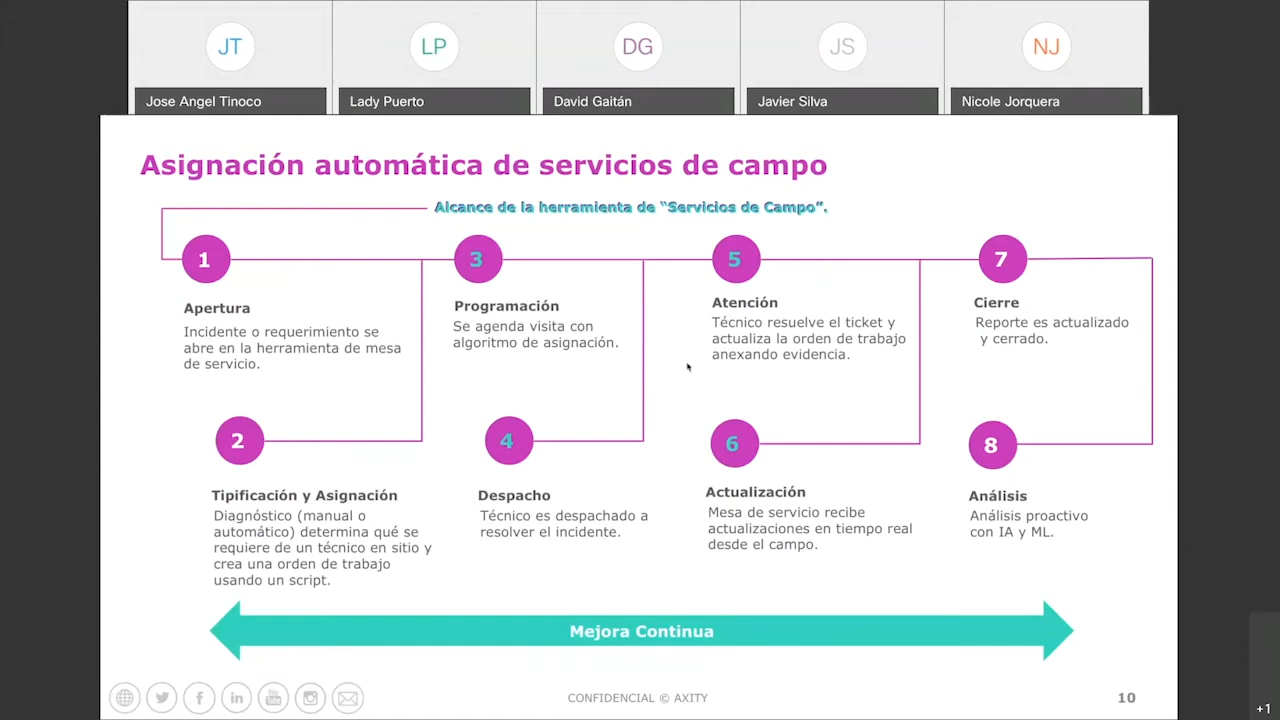 JT
LP
DG
JS
NJ
Jose Angel Tinoco
Lady Puerto
David Gaitán
Javier Silva
Nicole Jorquera
Asignación automática de servicios de campo
Alcance de la herramienta de “Servicios de Campo”.
1
Apertura
Incidente o requerimiento se
abre en la herramienta de mesa
de servicio.
2
Tipificación y Asignación
Diagnóstico (manual o
automático) determina qué se
requiere de un técnico en sitio y
crea una orden de trabajo
usando un script.
3
Programación
Se agenda visita con
algoritmo de asignación.
4
Despacho
Técnico es despachado a
resolver el incidente.
5
Atención
Técnico resuelve el ticket y
actualiza la orden de trabajo
anexando evidencia.
6
Actualización
Mesa de servicio recibe
actualizaciones en tiempo real
desde el campo.
7
Cierre
Reporte es actualizado
y cerrado.
8
Análisis
Análisis proactivo
con IA y ML.
Mejora Continua
CONFIDENCIAL © AXITY
10
+1